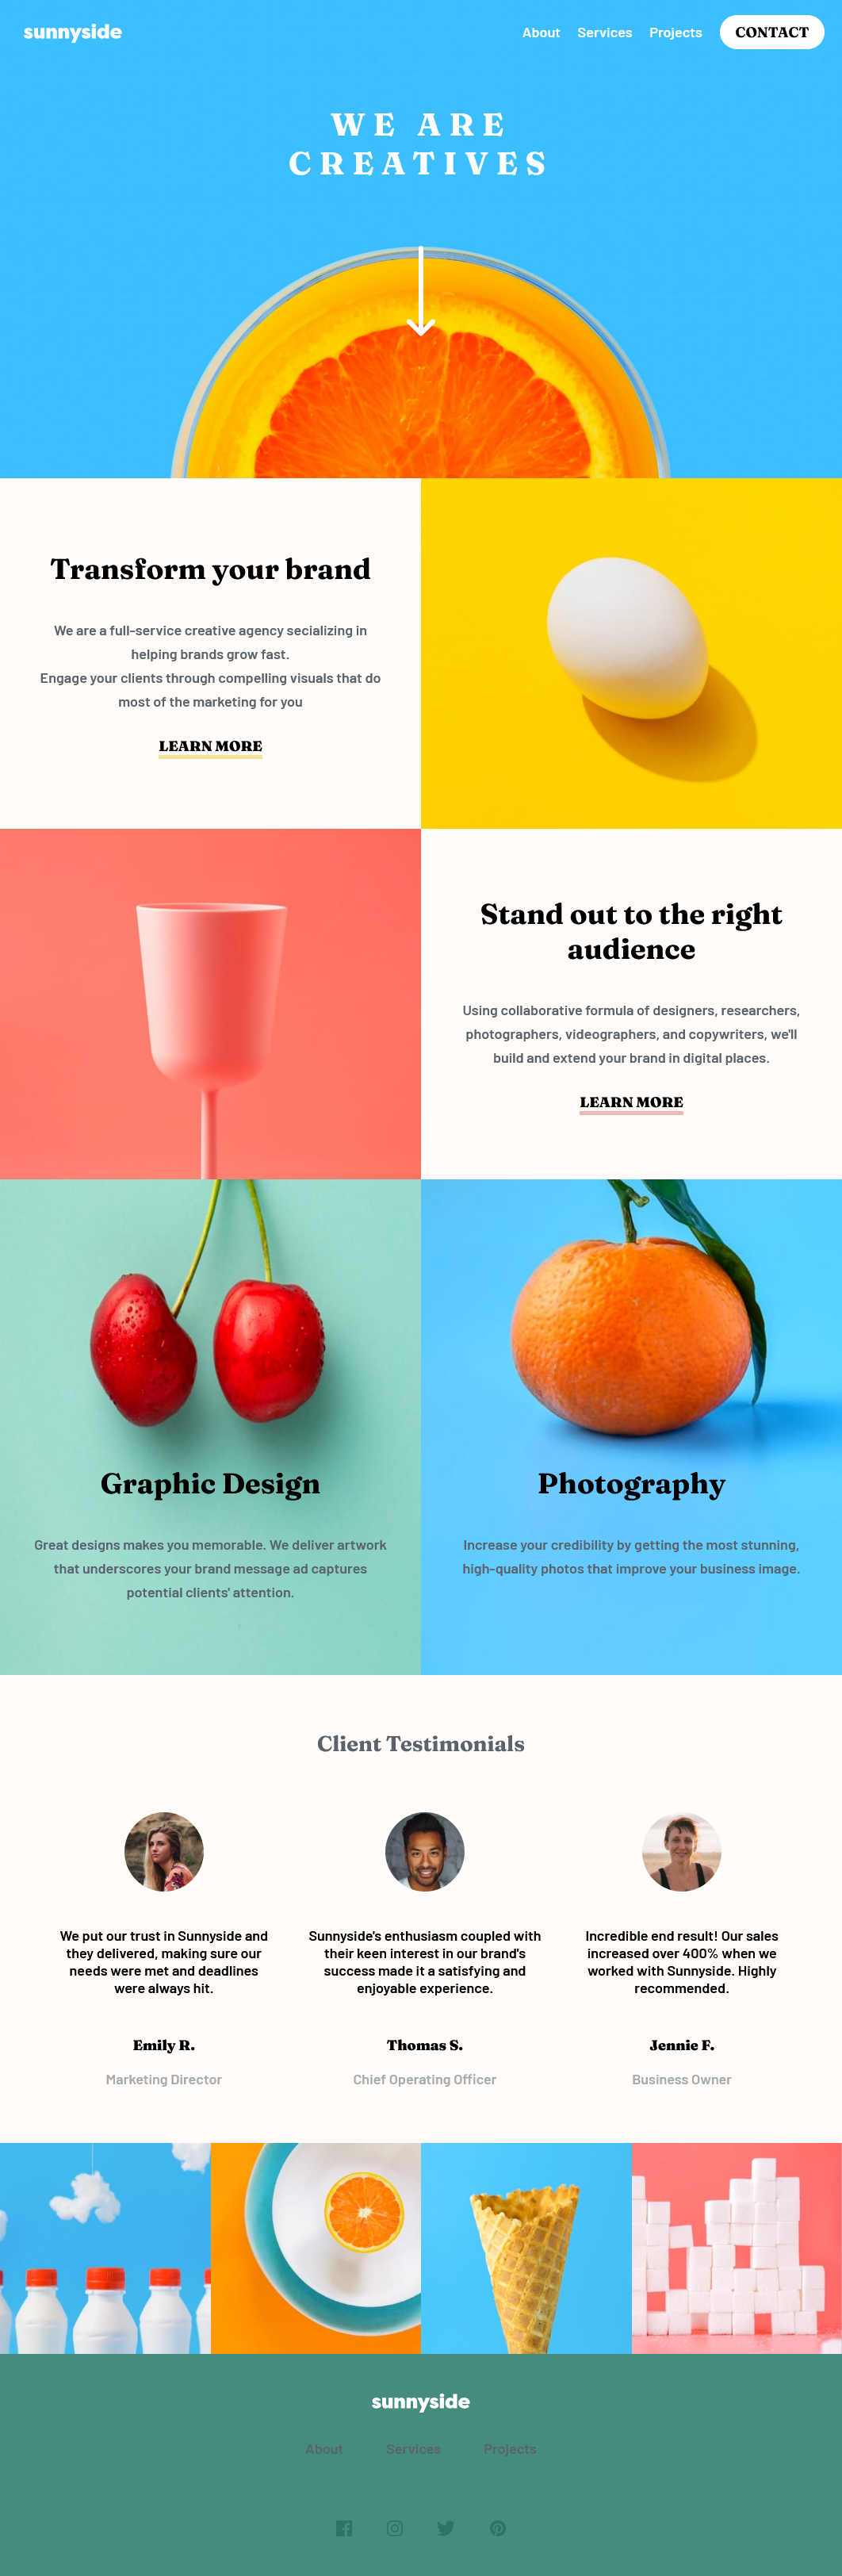 sunnyside
About Services Projects CONTACT
WE ARE
CREATIVES
Transform your brand
We are a full-service creative agency secializing in
helping brands grow fast.
Engage your clients through compelling visuals that do
most of the marketing for you
LEARN MORE
Stand out to the right
audience
Using collaborative formula of designers, researchers,
photographers, videographers, and copywriters, we'll
build and extend your brand in digital places.
LEARN MORE
Graphic Design
Great designs makes you memorable. We deliver artwork
that underscores your brand message ad captures
potential clients' attention.
Photography
Increase your credibility by getting the most stunning,
high-quality photos that improve your business image.
Client Testimonials
We put our trust in Sunnyside and
they delivered, making sure our
needs were met and deadlines
were always hit.
Emily R.
Marketing Director
Sunnyside's enthusiasm coupled with
their keen interest in our brand's
success made it a satisfying and
enjoyable experience.
Thomas S.
Chief Operating Officer
Incredible end result! Our sales
increased over 400% when we
worked with Sunnyside. Highly
recommended.
Jennie F.
Business Owner
sunnyside
About Services Projects